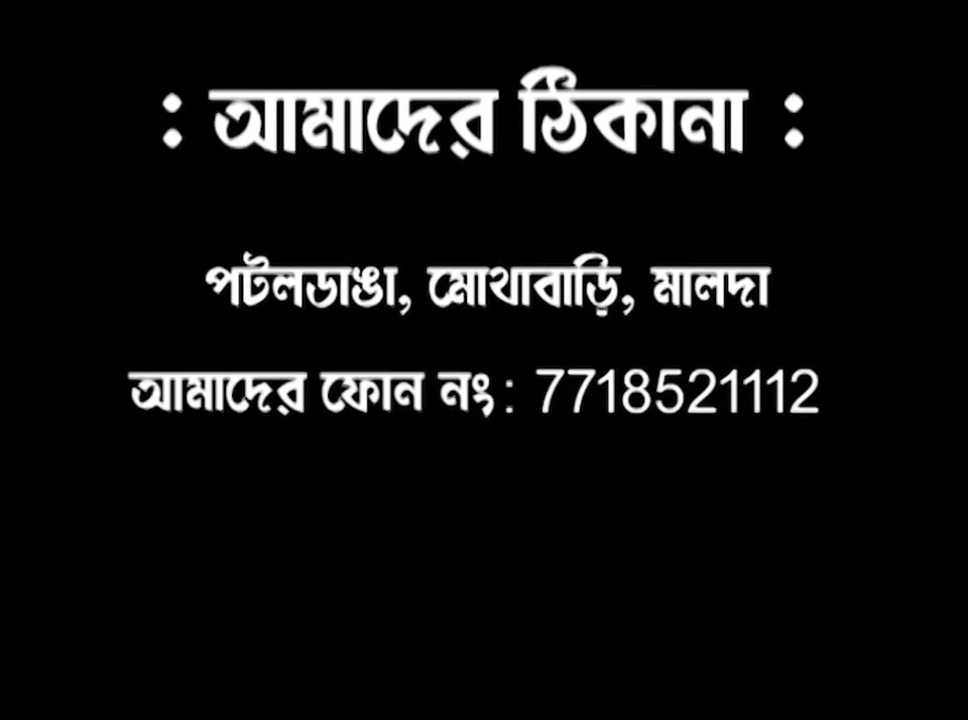 : আমাদের ঠিকানা :
পটলডাঙা, মোথাবাড়ি, মালদা
আমাদের ফোন নং : 7718521112